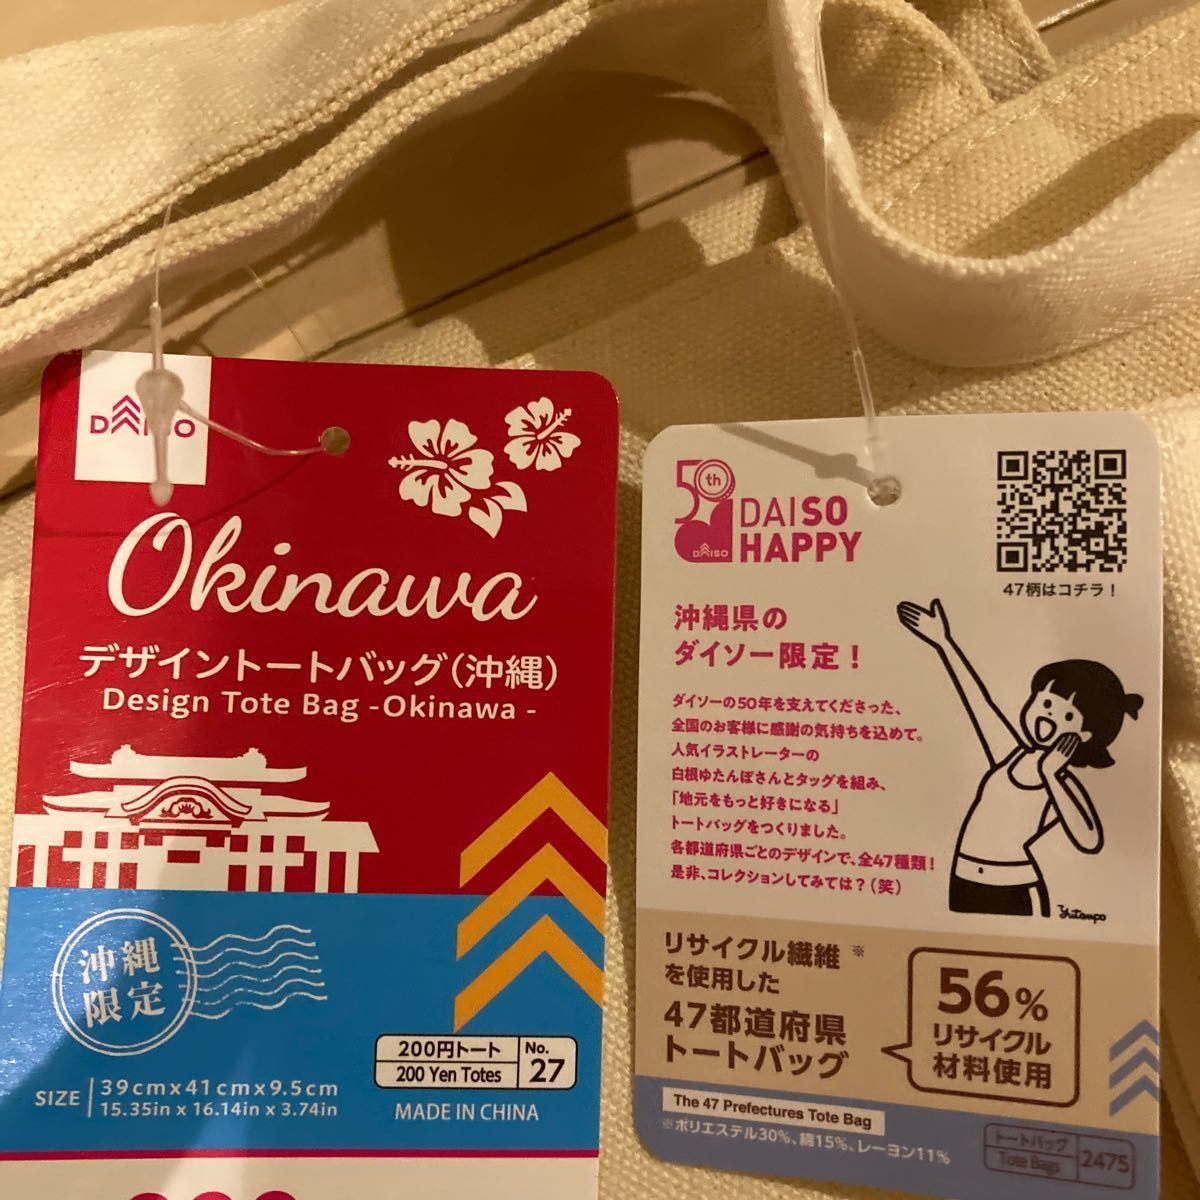 DAISO
Okinawa
デザイントートバッグ(沖縄)
Design Tote Bag -Okinawa -
沖縄
限定
200円トート
200 Yen Totes
No.
27
SIZE
39cm x 41cm x 9.5cm
15.35in x 16.14in x 3.74in
MADE IN CHINA
50th
DAISO
DAISO
HAPPY
47柄はコチラ!
沖縄県の
ダイソー限定!
ダイソーの50年を支えてくださった、
全国のお客様に感謝の気持ちを込めて。
人気イラストレーターの
白根ゆたんぽさんとタッグを組み、
「地元をもっと好きになる」
トートバッグをつくりました。
各都道府県ごとのデザインで、全47種類!
是非、コレクションしてみては?(笑)
Yutanpo
リサイクル繊維※
を使用した
47都道府県
トートバッグ
56%
リサイクル
材料使用
The 47 Prefectures Tote Bag
※ポリエステル30%、綿15%、レーヨン11%
トートバッグ
Tote Bags
2475